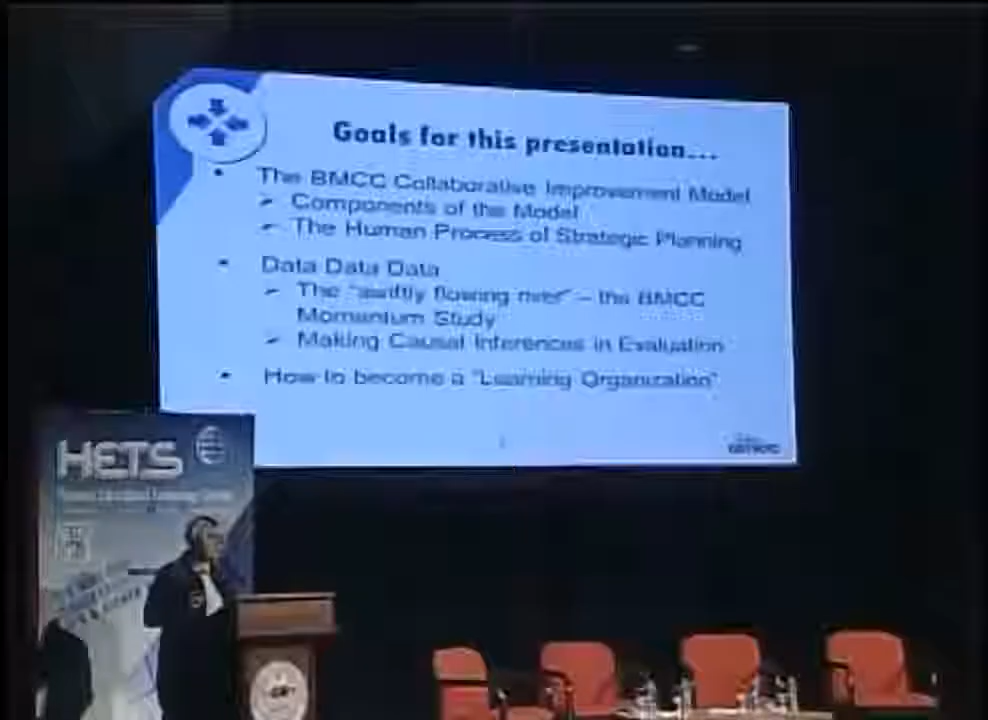 Goals for this presentation...
• The BMCC Collaborative Improvement Model
➢ Components of the Model
➢ The Human Process of Strategic Planning
• Data Data Data
➢ The "swiftly flowing river" – the BMCC
Momentum Study
➢ Making Causal Inferences in Evaluation
• How to become a "Learning Organization"
HETS